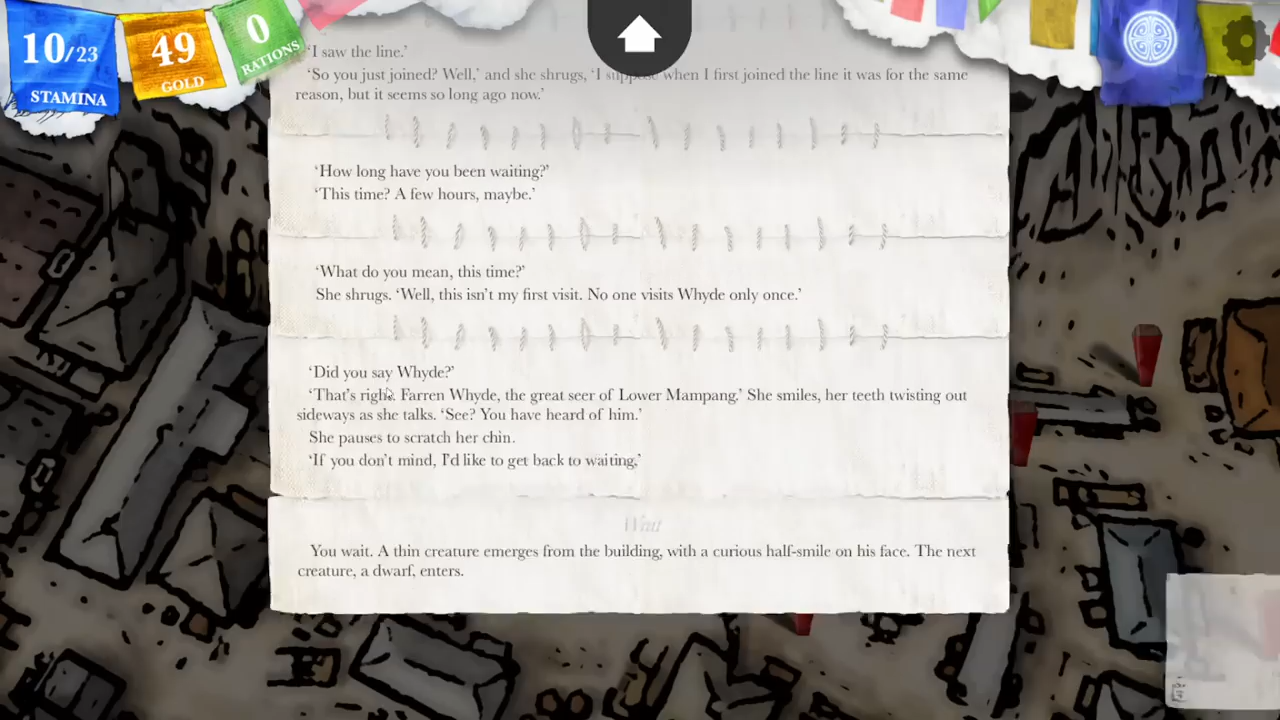 10/23
STAMINA
49
GOLD
0
RATIONS
‘I saw the line.’
‘So you just joined? Well,’ and she shrugs, ‘I suppose when I first joined the line it was for the same
reason, but it seems so long ago now.’
‘How long have you been waiting?’
‘This time? A few hours, maybe.’
‘What do you mean, this time?’
She shrugs. ‘Well, this isn’t my first visit. No one visits Whyde only once.’
‘Did you say Whyde?’
‘That’s right. Farren Whyde, the great seer of Lower Mampang.’ She smiles, her teeth twisting out
sideways as she talks. ‘See? You have heard of him.’
She pauses to scratch her chin.
‘If you don’t mind, I’d like to get back to waiting.’
Wait
You wait. A thin creature emerges from the building, with a curious half-smile on his face. The next
creature, a dwarf, enters.